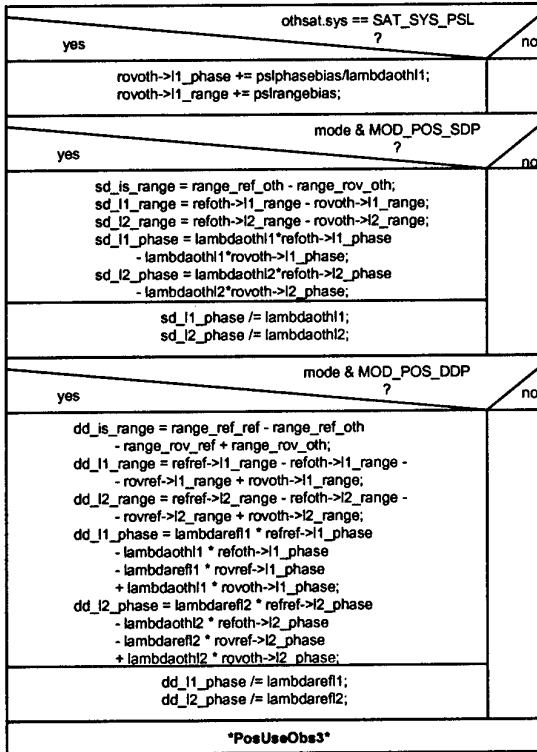 othsat.sys == SAT_SYS_PSL
?
yes
no
rovoth->l1_phase += pslphasebias/lambdaothl1;
rovoth->l1_range += pslrangebias;
mode & MOD_POS_SDP
?
yes
no
sd_is_range = range_ref_oth - range_rov_oth;
sd_l1_range = refoth->l1_range - rovoth->l1_range;
sd_l2_range = refoth->l2_range - rovoth->l2_range;
sd_l1_phase = lambdaothl1*refoth->l1_phase
- lambdaothl1*rovoth->l1_phase;
sd_l2_phase = lambdaothl2*refoth->l2_phase
- lambdaothl2*rovoth->l2_phase;
sd_l1_phase /= lambdaothl1;
sd_l2_phase /= lambdaothl2;
mode & MOD_POS_DDP
?
yes
no
dd_is_range = range_ref_ref - range_ref_oth
- range_rov_ref + range_rov_oth;
dd_l1_range = refref->l1_range - refoth->l1_range -
- rovref->l1_range + rovoth->l1_range;
dd_l2_range = refref->l2_range - refoth->l2_range -
- rovref->l2_range + rovoth->l2_range;
dd_l1_phase = lambdarefl1 * refref->l1_phase
- lambdaothl1 * refoth->l1_phase
- lambdarefl1 * rovref->l1_phase
+ lambdaothl1 * rovoth->l1_phase;
dd_l2_phase = lambdarefl2 * refref->l2_phase
- lambdaothl2 * refoth->l2_phase
- lambdarefl2 * rovref->l2_phase
+ lambdaothl2 * rovoth->l2_phase;
dd_l1_phase /= lambdarefl1;
dd_l2_phase /= lambdarefl2;
*PosUseObs3*